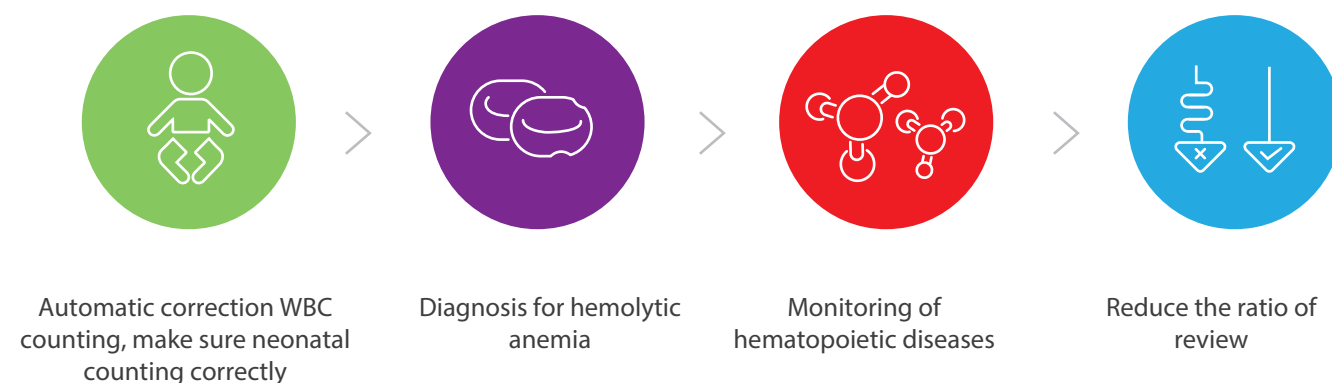 Automatic correction WBC
counting, make sure neonatal
counting correctly
Diagnosis for hemolytic
anemia
Monitoring of
hematopoietic diseases
Reduce the ratio of
review